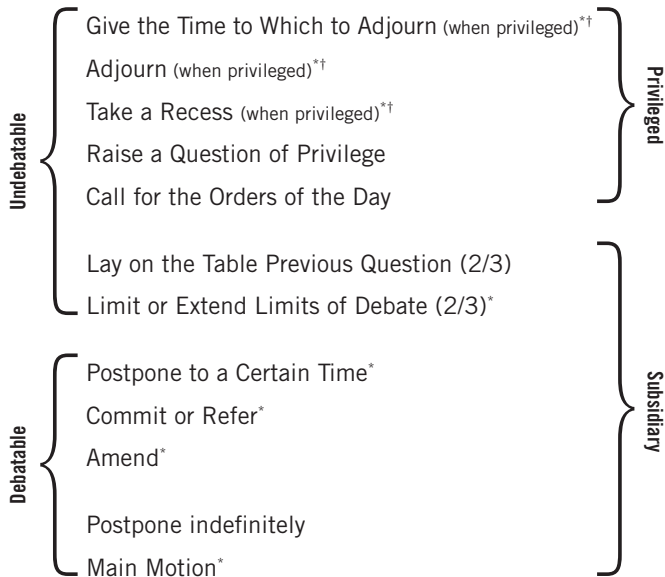 Give the Time to Which to Adjourn (when privileged)*†
Adjourn (when privileged)*†
Take a Recess (when privileged)*†
Raise a Question of Privilege
Call for the Orders of the Day
Undebatable
Privileged
Lay on the Table Previous Question (2/3)
Limit or Extend Limits of Debate (2/3)*
Postpone to a Certain Time*
Commit or Refer*
Amend*
Postpone indefinitely
Main Motion*
Debatable
Subsidiary